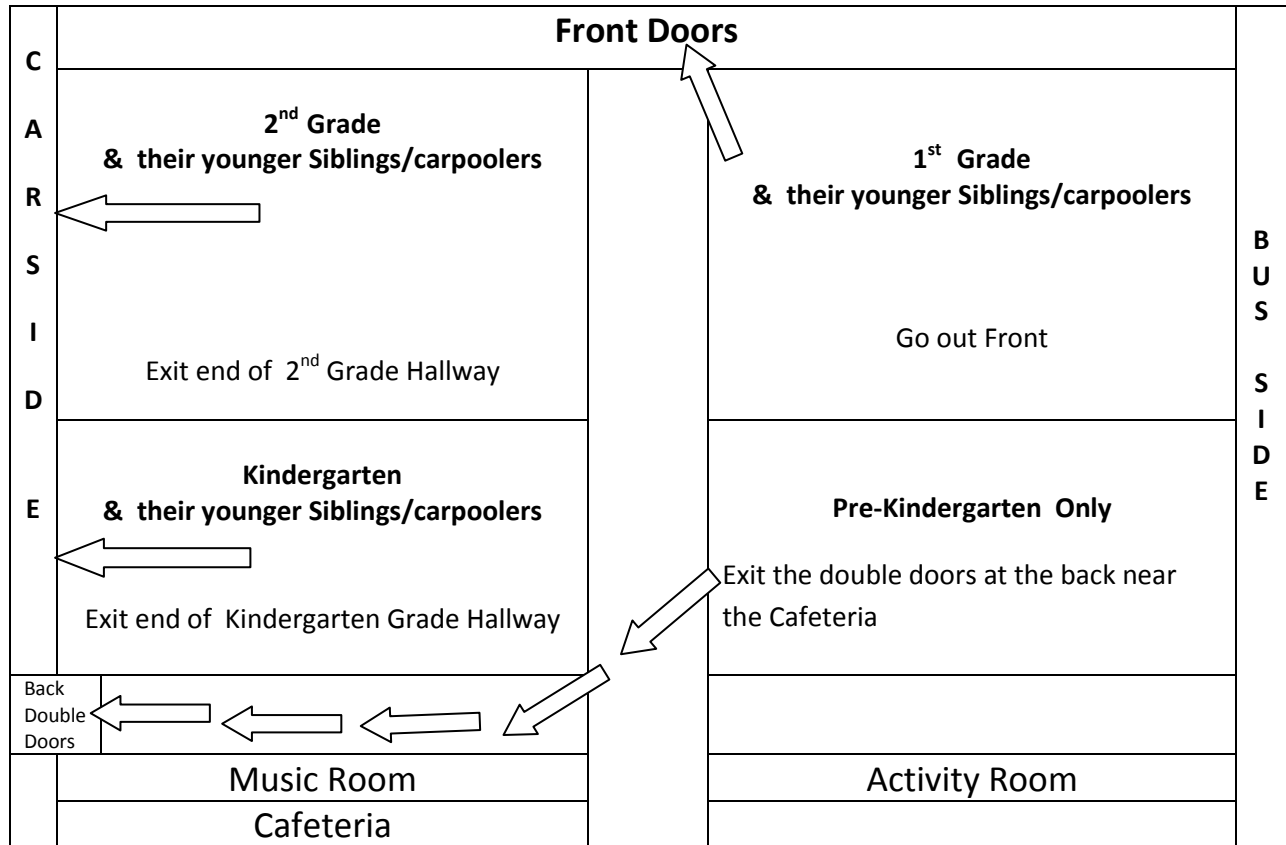 Front Doors
C
A
R
S
I
D
E
2nd Grade
& their younger Siblings/carpoolers
Exit end of 2nd Grade Hallway
1st Grade
& their younger Siblings/carpoolers
Go out Front
B
U
S
S
I
D
E
Kindergarten
& their younger Siblings/carpoolers
Exit end of Kindergarten Grade Hallway
Pre-Kindergarten Only
Exit the double doors at the back near
the Cafeteria
Back
Double
Doors
Music Room
Activity Room
Cafeteria